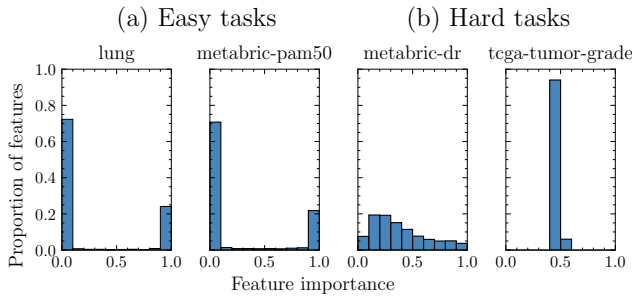 (a) Easy tasks (b) Hard tasks
lung metabric-pam50 metabric-dr tcga-tumor-grade
Proportion of features
1.0
0.8
0.6
0.4
0.2
0.0
0.0 0.5 1.0 0.0 0.5 1.0 0.0 0.5 1.0 0.0 0.5 1.0
Feature importance